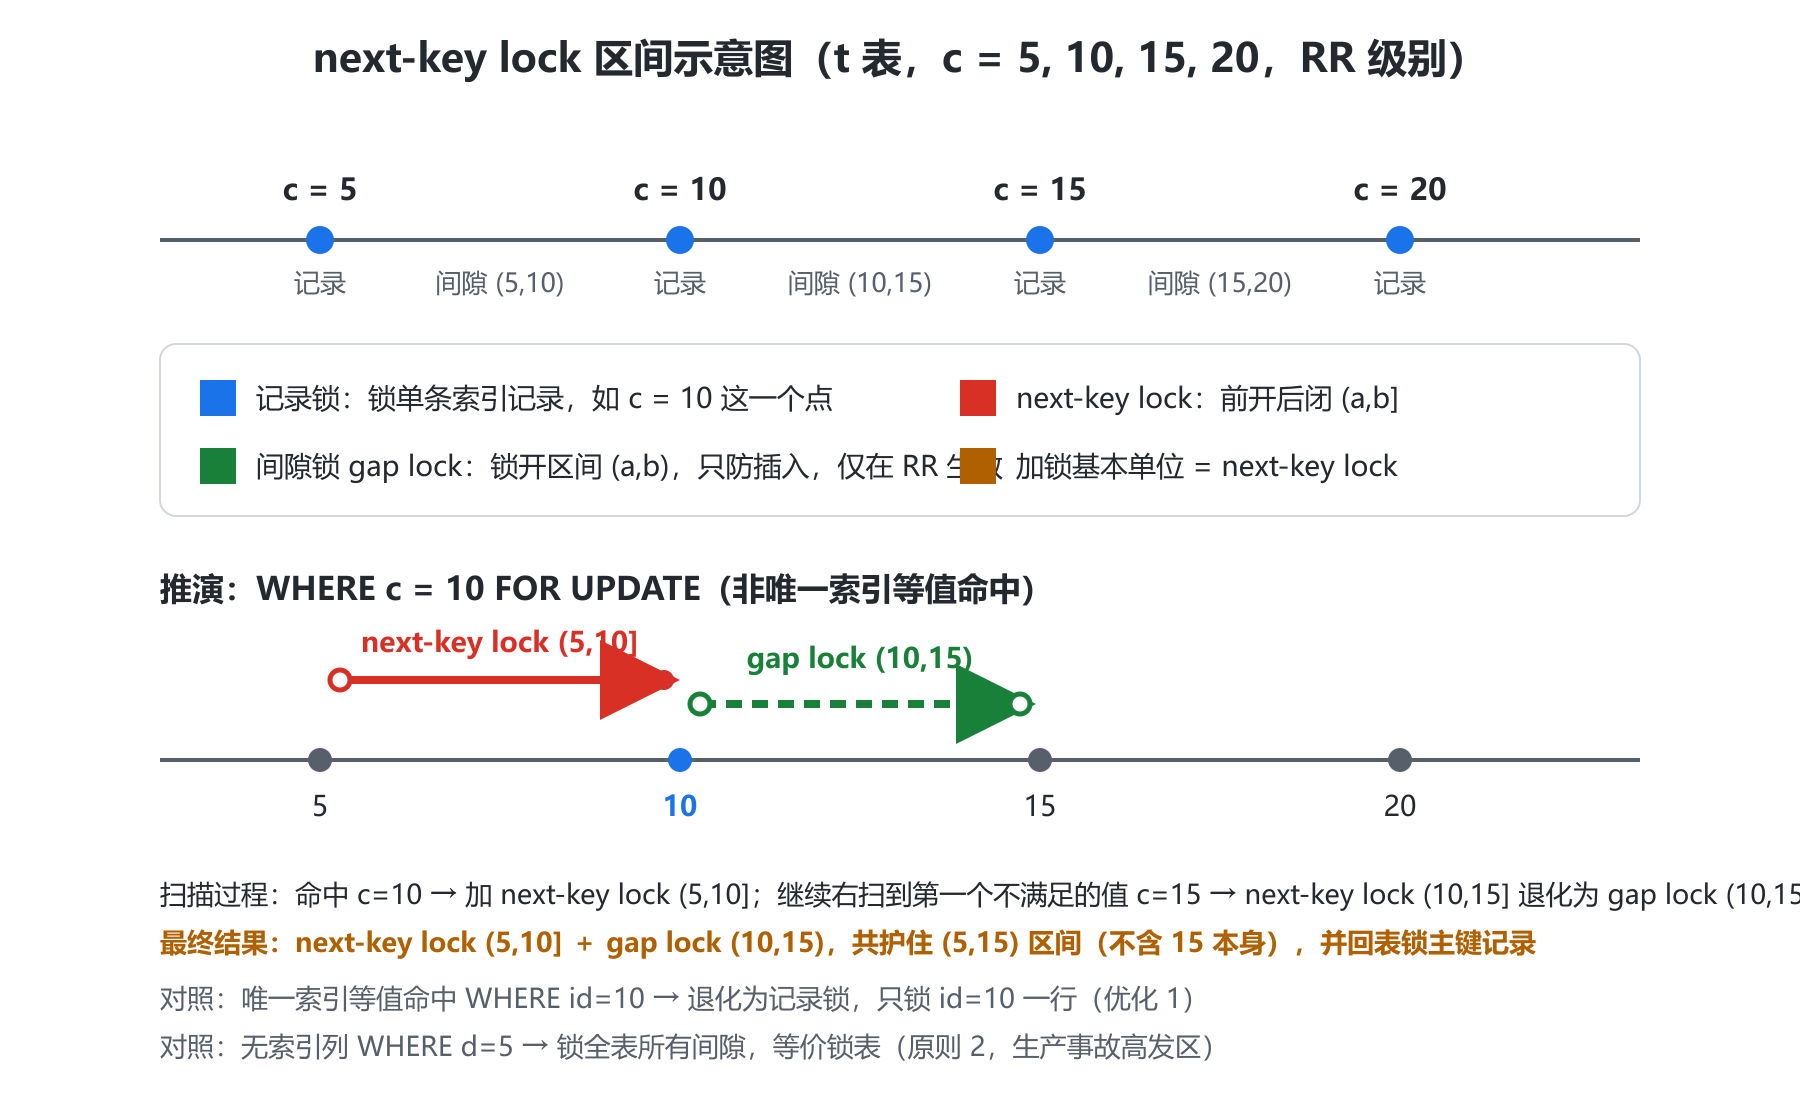 next-key lock 区间示意图（t 表，c = 5, 10, 15, 20，RR 级别）
c = 5
c = 10
c = 15
c = 20
记录
间隙 (5,10)
记录
间隙 (10,15)
记录
间隙 (15,20)
记录
记录锁：锁单条索引记录，如 c = 10 这一个点
next-key lock：前开后闭 (a,b]
间隙锁 gap lock：锁开区间 (a,b)，只防插入，仅在 RR
加锁基本单位 = next-key lock
推演：WHERE c = 10 FOR UPDATE（非唯一索引等值命中）
next-key lock (5,10]
gap lock (10,15)
5
10
15
20
扫描过程：命中 c=10 → 加 next-key lock (5,10]；继续右扫到第一个不满足的值 c=15 → next-key lock (10,15] 退化为 gap lock (10,15
最终结果：next-key lock (5,10] + gap lock (10,15)，共护住 (5,15) 区间（不含 15 本身），并回表锁主键记录
对照：唯一索引等值命中 WHERE id=10 → 退化为记录锁，只锁 id=10 一行（优化 1）
对照：无索引列 WHERE d=5 → 锁全表所有间隙，等价锁表（原则 2，生产事故高发区）